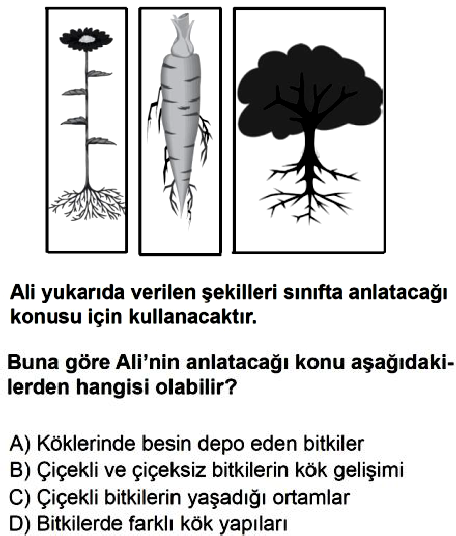 Ali yukarıda verilen şekilleri sınıfta anlatacağı
konusu için kullanacaktır.
Buna göre Ali'nin anlatacağı konu aşağıdaki-
lerden hangisi olabilir?
A) Köklerinde besin depo eden bitkiler
B) Çiçekli ve çiçeksiz bitkilerin kök gelişimi
C) Çiçekli bitkilerin yaşadığı ortamlar
D) Bitkilerde farklı kök yapıları